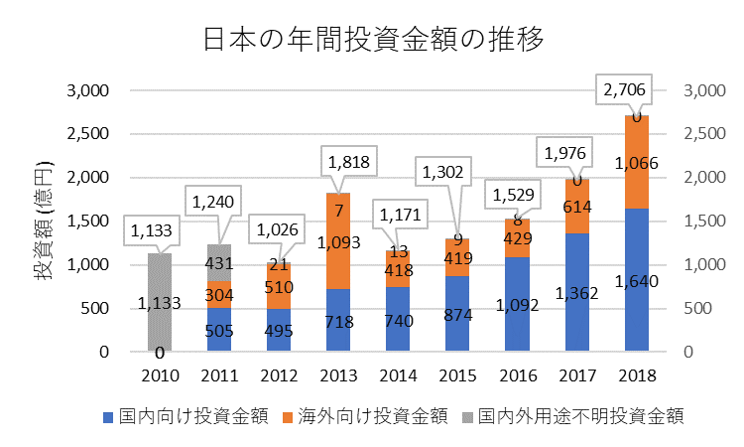 日本の年間投資金額の推移
投資額 (億円)
3,000 2,706 3,000
2,500 1,818 1,302 1,976 0 2,500
2,000 1,240 1,171 1,529 0 1,066 2,000
1,500 1,133 1,026 7 13 9 8 614 1,500
1,000 431 21 1,093 418 419 429 1,640 1,000
500 1,133 304 510 718 740 874 1,092 1,362 500
0 0 505 495 0
2010 2011 2012 2013 2014 2015 2016 2017 2018
国内向け投資金額 海外向け投資金額 国内外用途不明投資金額